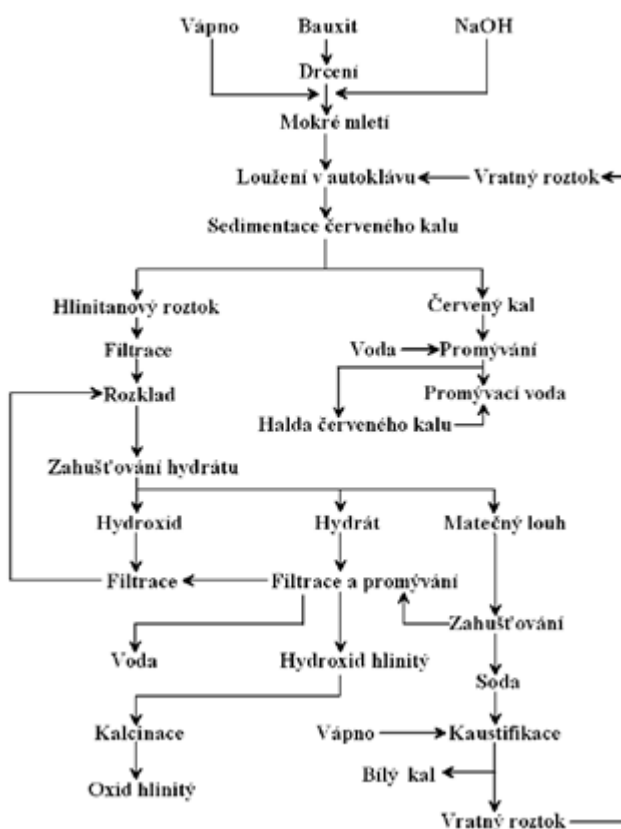 Vápno Bauxit NaOH
Drcení
Mokré mletí
Loužení v autoklávu Vratný roztok
Sedimentace červeného kalu
Hlinitanový roztok Červený kal
Filtrace Voda Promývání
Rozklad Promývací voda
Halda červeného kalu
Zahušťování hydrátu
Hydroxid Hydrát Matečný louh
Filtrace Filtrace a promývání
Zahušťování
Voda Hydroxid hlinitý
Soda
Kalcinace Vápno Kaustifikace
Bílý kal
Oxid hlinitý
Vratný roztok